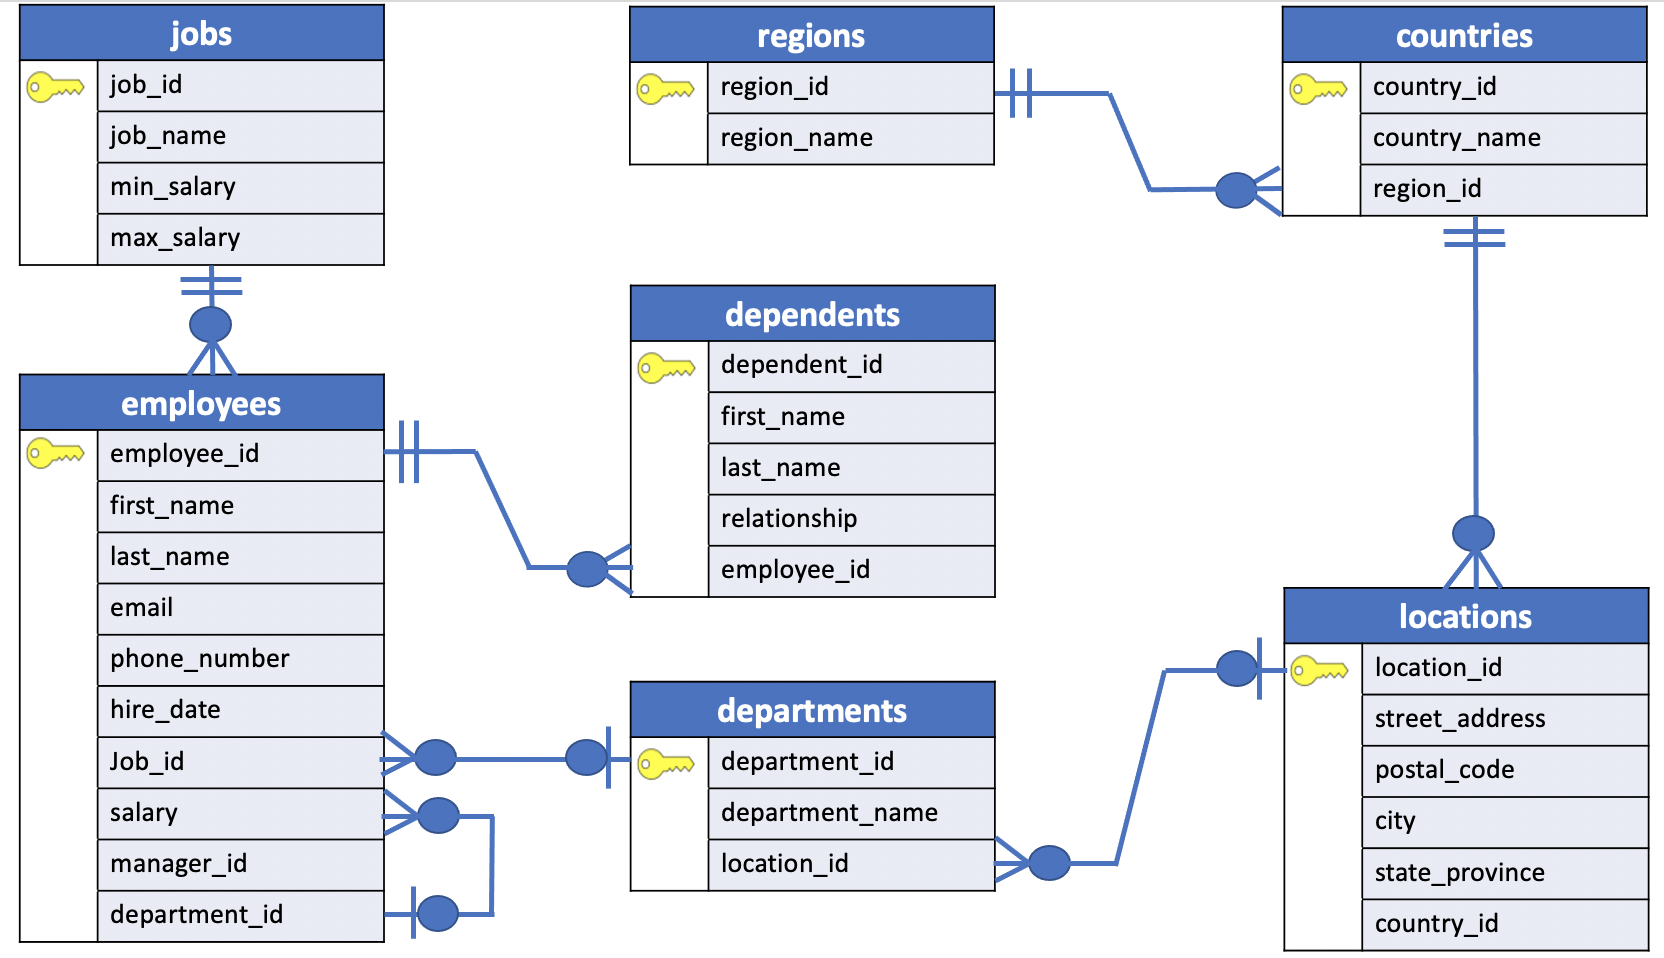 jobs
job_id
job_name
min_salary
max_salary
regions
region_id
region_name
countries
country_id
country_name
region_id
dependents
dependent_id
first_name
last_name
relationship
employee_id
employees
employee_id
first_name
last_name
email
phone_number
hire_date
Job_id
salary
manager_id
department_id
departments
department_id
department_name
location_id
locations
location_id
street_address
postal_code
city
state_province
country_id